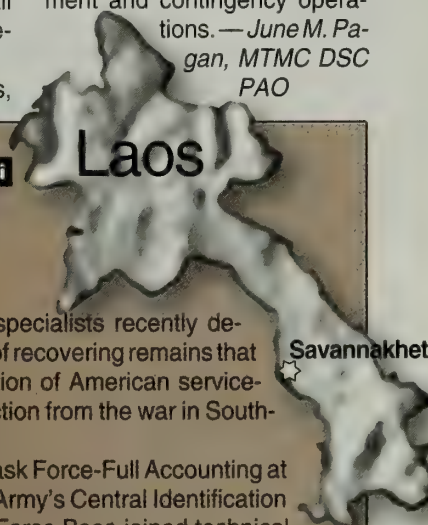 ment and contingency opera-
tions. — June M. Pa-
gan, MTMC DSC
PAO
Laos
specialists recently de-
of recovering remains that
Savannakhet
ion of American service-
ction from the war in South-
ask Force-Full Accounting at
Army's Central Identification
joined technical